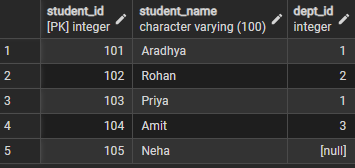 student_id student_name dept_id
[PK] integer character varying (100) integer
1 101 Aradhya 1
2 102 Rohan 2
3 103 Priya 1
4 104 Amit 3
5 105 Neha [null]